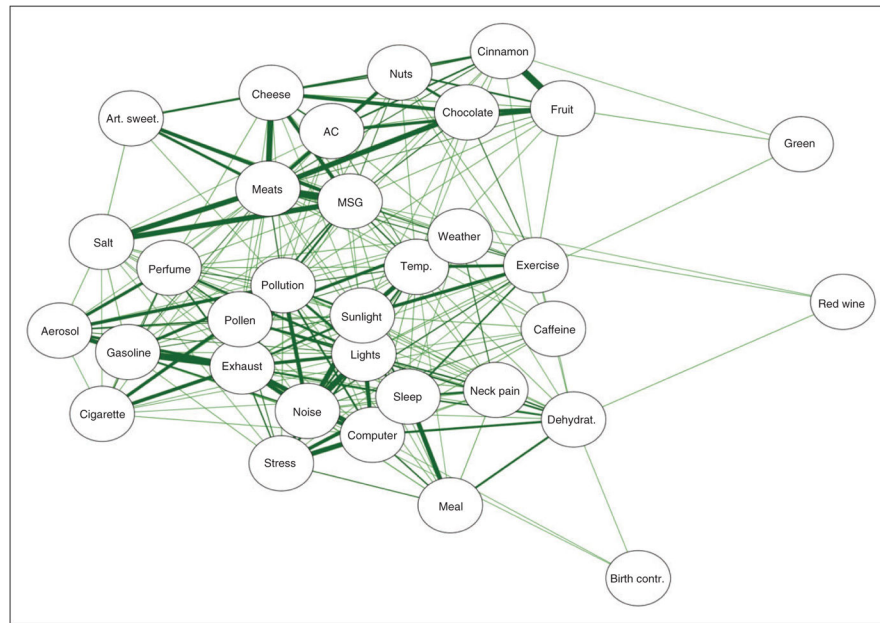 Cinnamon
Nuts
Cheese
Chocolate
Fruit
Art. sweet.
AC
Green
Meats
MSG
Salt
Weather
Perfume
Temp.
Exercise
Pollution
Red wine
Pollen
Sunlight
Aerosol
Caffeine
Gasoline
Lights
Exhaust
Sleep
Neck pain
Cigarette
Noise
Dehydrat.
Computer
Stress
Meal
Birth contr.